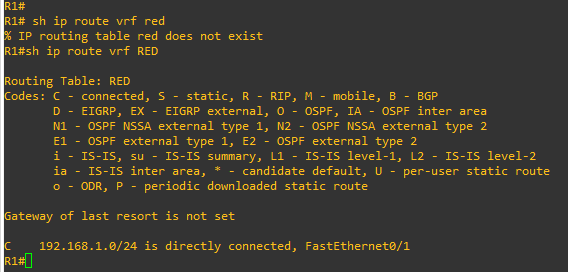 R1#
R1# sh ip route vrf red
% IP routing table red does not exist
R1#sh ip route vrf RED
Routing Table: RED
Codes: C - connected, S - static, R - RIP, M - mobile, B - BGP
D - EIGRP, EX - EIGRP external, O - OSPF, IA - OSPF inter area
N1 - OSPF NSSA external type 1, N2 - OSPF NSSA external type 2
E1 - OSPF external type 1, E2 - OSPF external type 2
i - IS-IS, su - IS-IS summary, L1 - IS-IS level-1, L2 - IS-IS level-2
ia - IS-IS inter area, * - candidate default, U - per-user static route
o - ODR, P - periodic downloaded static route
Gateway of last resort is not set
C    192.168.1.0/24 is directly connected, FastEthernet0/1
R1#